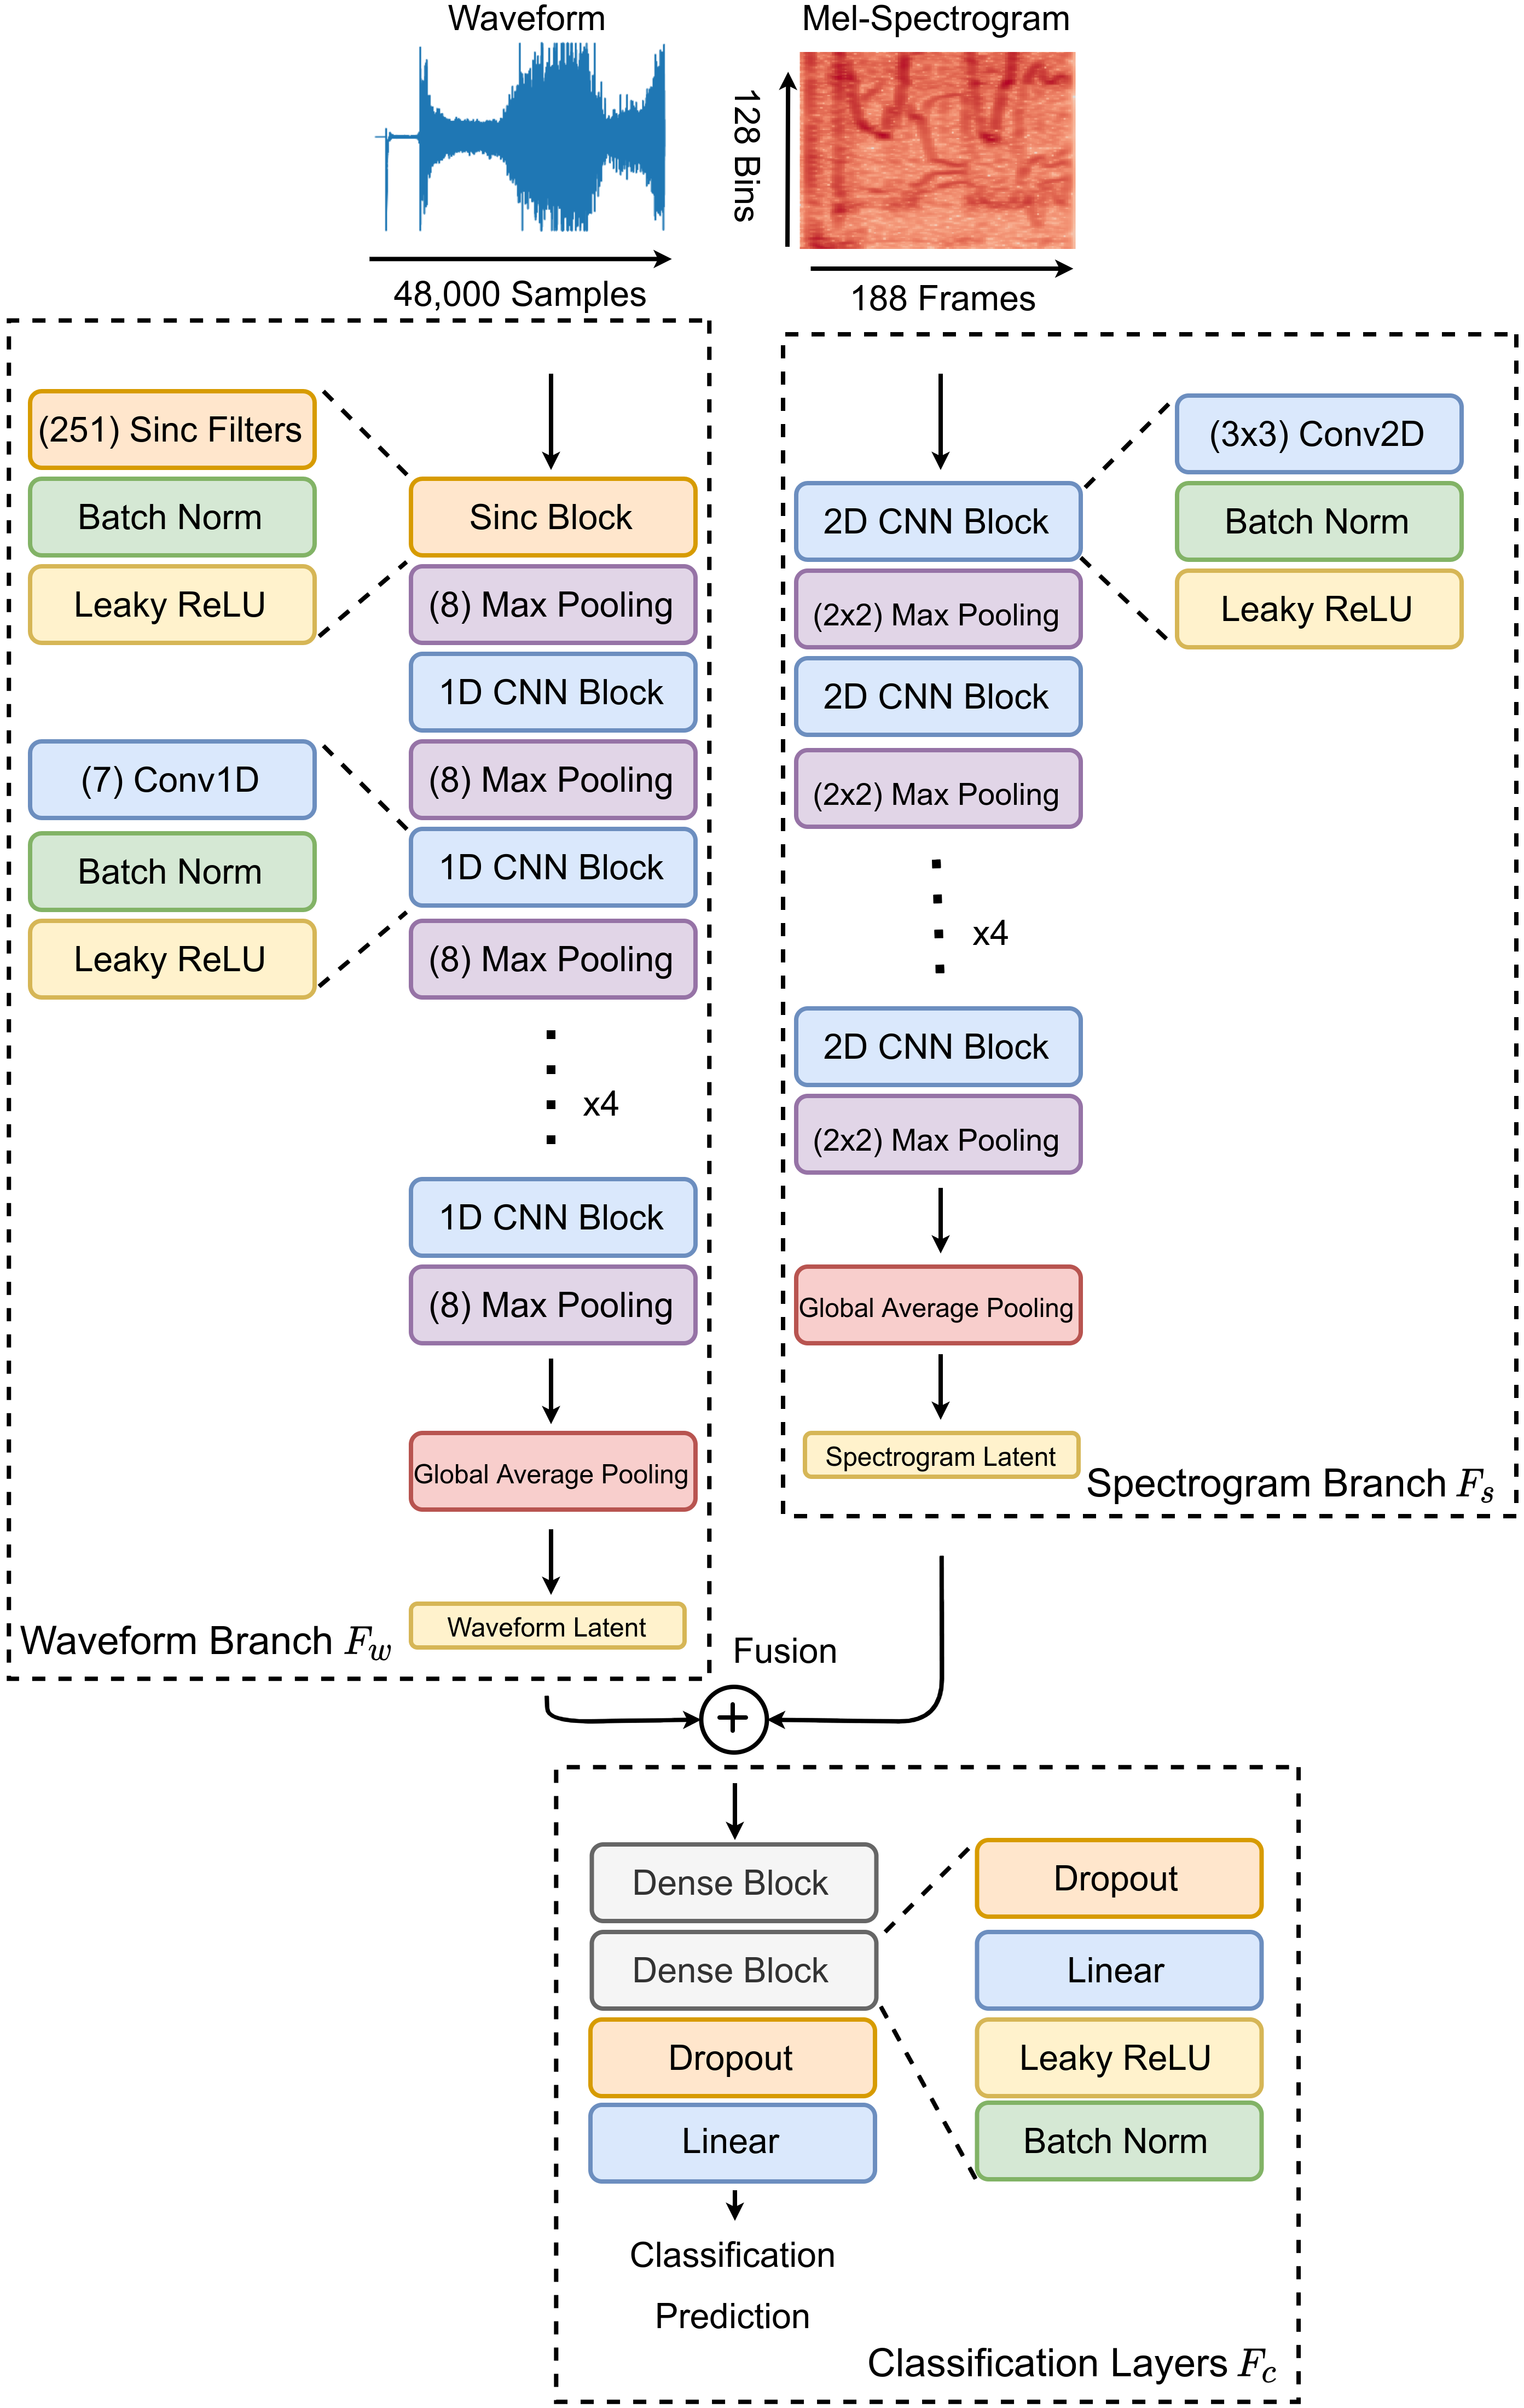 Waveform
48,000 Samples
Mel-Spectrogram
128 Bins
188 Frames
(251) Sinc Filters
Batch Norm
Leaky ReLU
Sinc Block
(8) Max Pooling
1D CNN Block
(8) Max Pooling
1D CNN Block
(8) Max Pooling
(7) Conv1D
Batch Norm
Leaky ReLU
x4
1D CNN Block
(8) Max Pooling
Global Average Pooling
Waveform Latent
Waveform Branch F_w
2D CNN Block
(2x2) Max Pooling
2D CNN Block
(2x2) Max Pooling
(3x3) Conv2D
Batch Norm
Leaky ReLU
x4
2D CNN Block
(2x2) Max Pooling
Global Average Pooling
Spectrogram Latent
Spectrogram Branch F_s
Fusion
+
Dense Block
Dense Block
Dropout
Linear
Dropout
Linear
Leaky ReLU
Batch Norm
Classification
Prediction
Classification Layers F_c